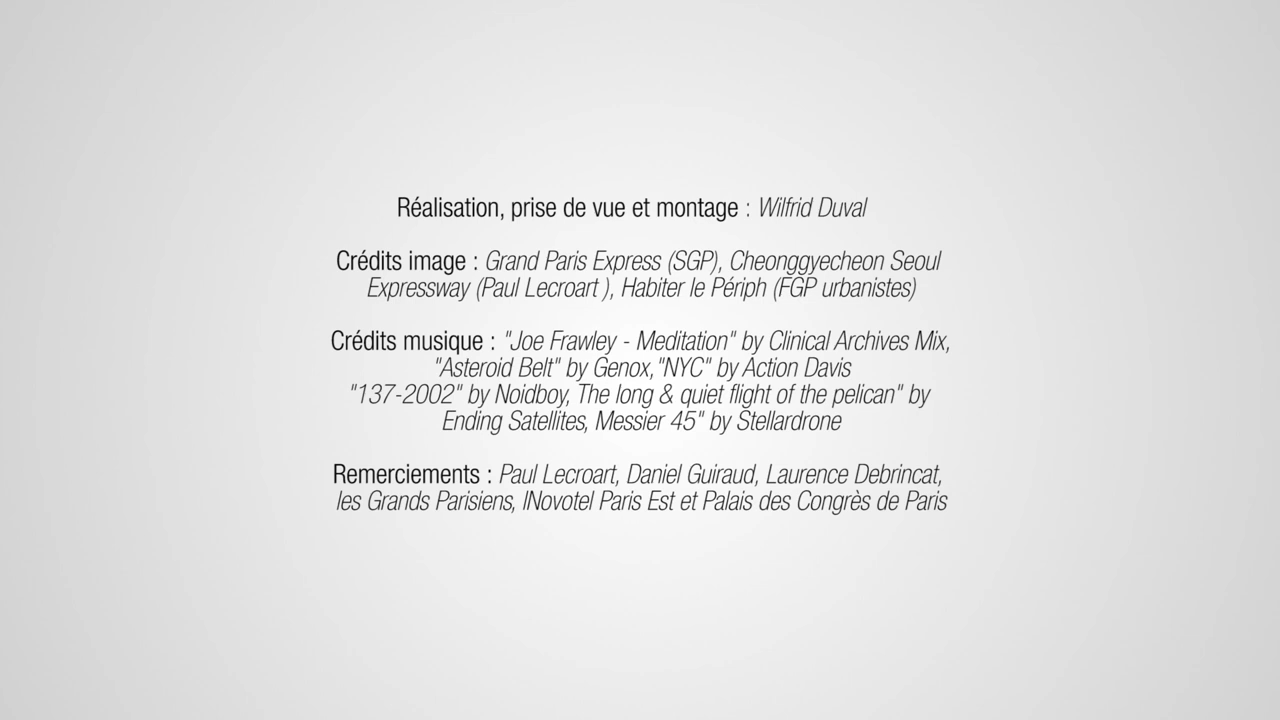 Réalisation, prise de vue et montage : Wilfrid Duval
Crédits image : Grand Paris Express (SGP), Cheonggyecheon Seoul
Expressway (Paul Lecroart ), Habiter le Périph (FGP urbanistes)
Crédits musique : "Joe Frawley - Meditation" by Clinical Archives Mix,
"Asteroid Belt" by Genox,"NYC" by Action Davis
"137-2002" by Noidboy, The long & quiet flight of the pelican" by
Ending Satellites, Messier 45" by Stellardrone
Remerciements : Paul Lecroart, Daniel Guiraud, Laurence Debrincat,
les Grands Parisiens, lNovotel Paris Est et Palais des Congrès de Paris